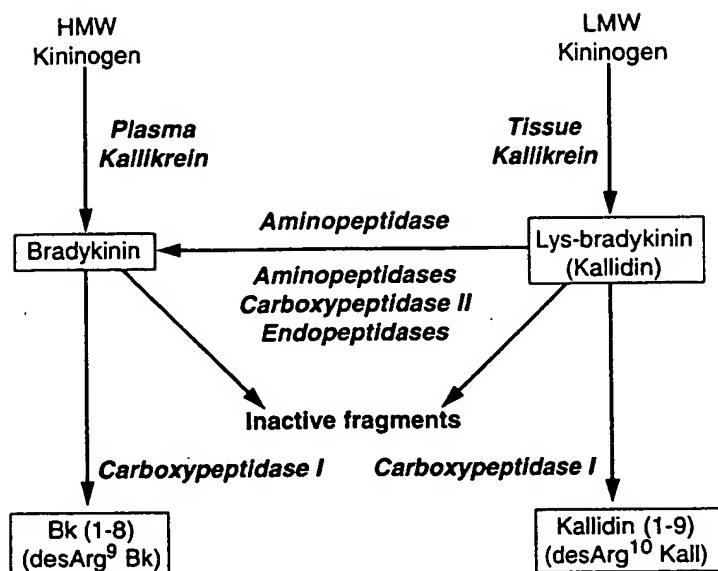 HMW
Kininogen
LMW
Kininogen
Plasma
Kallikrein
Tissue
Kallikrein
Aminopeptidase
Bradykinin
Lys-bradykinin
(Kallidin)
Aminopeptidases
Carboxypeptidase II
Endopeptidases
Inactive fragments
Carboxypeptidase I
Carboxypeptidase I
Bk (1-8)
(desArg⁹ Bk)
Kallidin (1-9)
(desArg¹⁰ Kall)